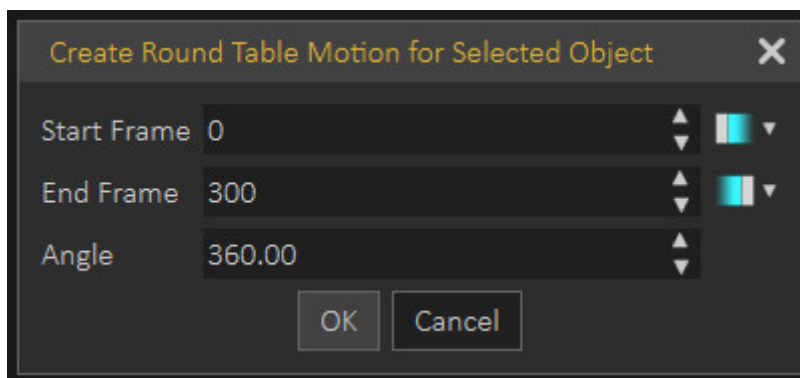 Create Round Table Motion for Selected Object
Start Frame 0
End Frame 300
Angle 360.00
OK Cancel